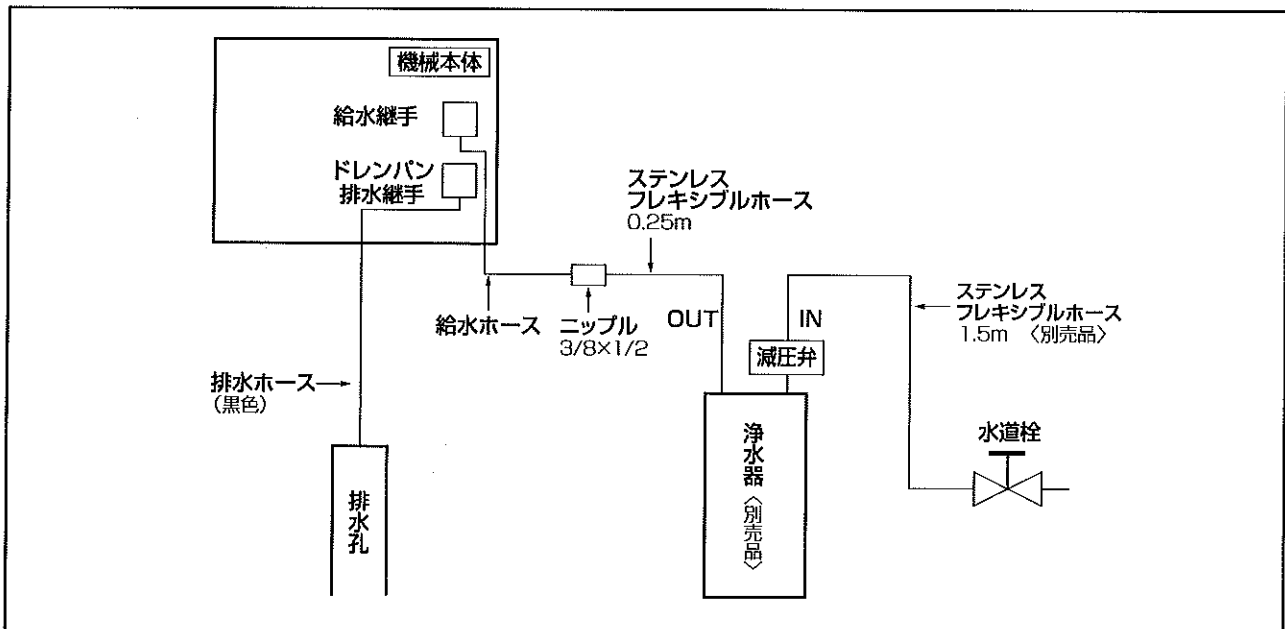 機械本体
給水継手
ドレンパン
排水継手
ステンレス
フレキシブルホース
0.25m
給水ホース
ニップル
3/8×1/2
OUT
IN
減圧弁
ステンレス
フレキシブルホース
1.5m 〈別売品〉
排水ホース
(黒色)
排水孔
浄水器〈別売品〉
水道栓